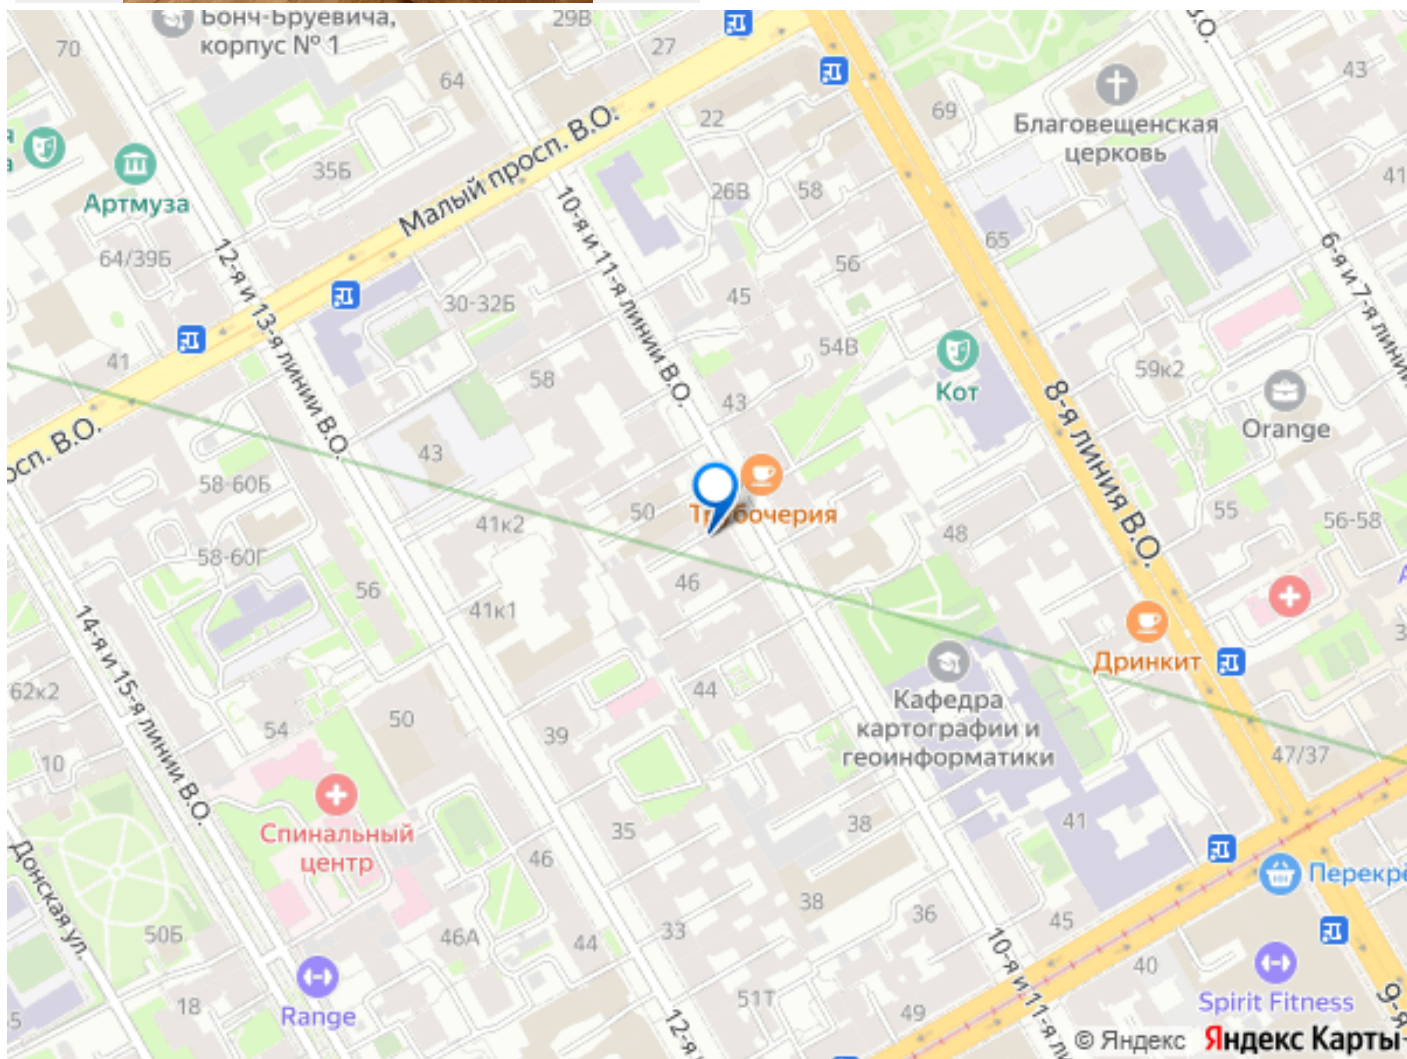 Бонч-Бруевича,
корпус № 1
29В
В.О.
70
27
64
43
69
22
Благовещенская
церковь
Малый просп. В.О.
35Б
Артмуза
41
26В
58
10-я и 11-я линии В.О.
64/39Б
12-я и 13-я линии В.О.
65
6-я и 7-я линии
56
30-32Б
45
54В
41
58
59к2
Кот
8-я линия В.О.
43
Orange
В.О.
43
58-60Б
50
Трубочерия
41к2
55
56-58
48
58-60Г
46
56
41к1
14-я и 15-я линии В.О.
Дринкит
62к2
44
Кафедра
картографии и
геоинформатики
50
54
39
47/37
10
Спинальный
центр
35
38
41
Донская ул.
46
Перекрё
38
36
45
50Б
46А
44
33
10-я и 11-я ли
40
18
51Т
49
Range
Spirit Fitness
9-я
12-я
© Яндекс Яндекс Карты